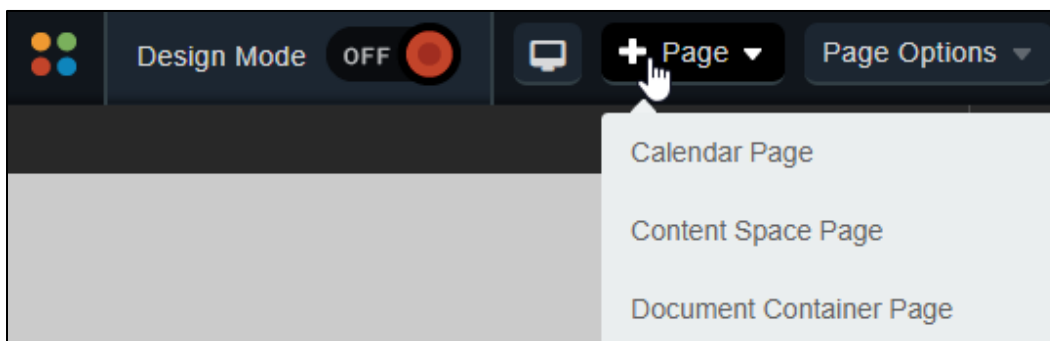 Design Mode OFF Page Page Options
Calendar Page
Content Space Page
Document Container Page